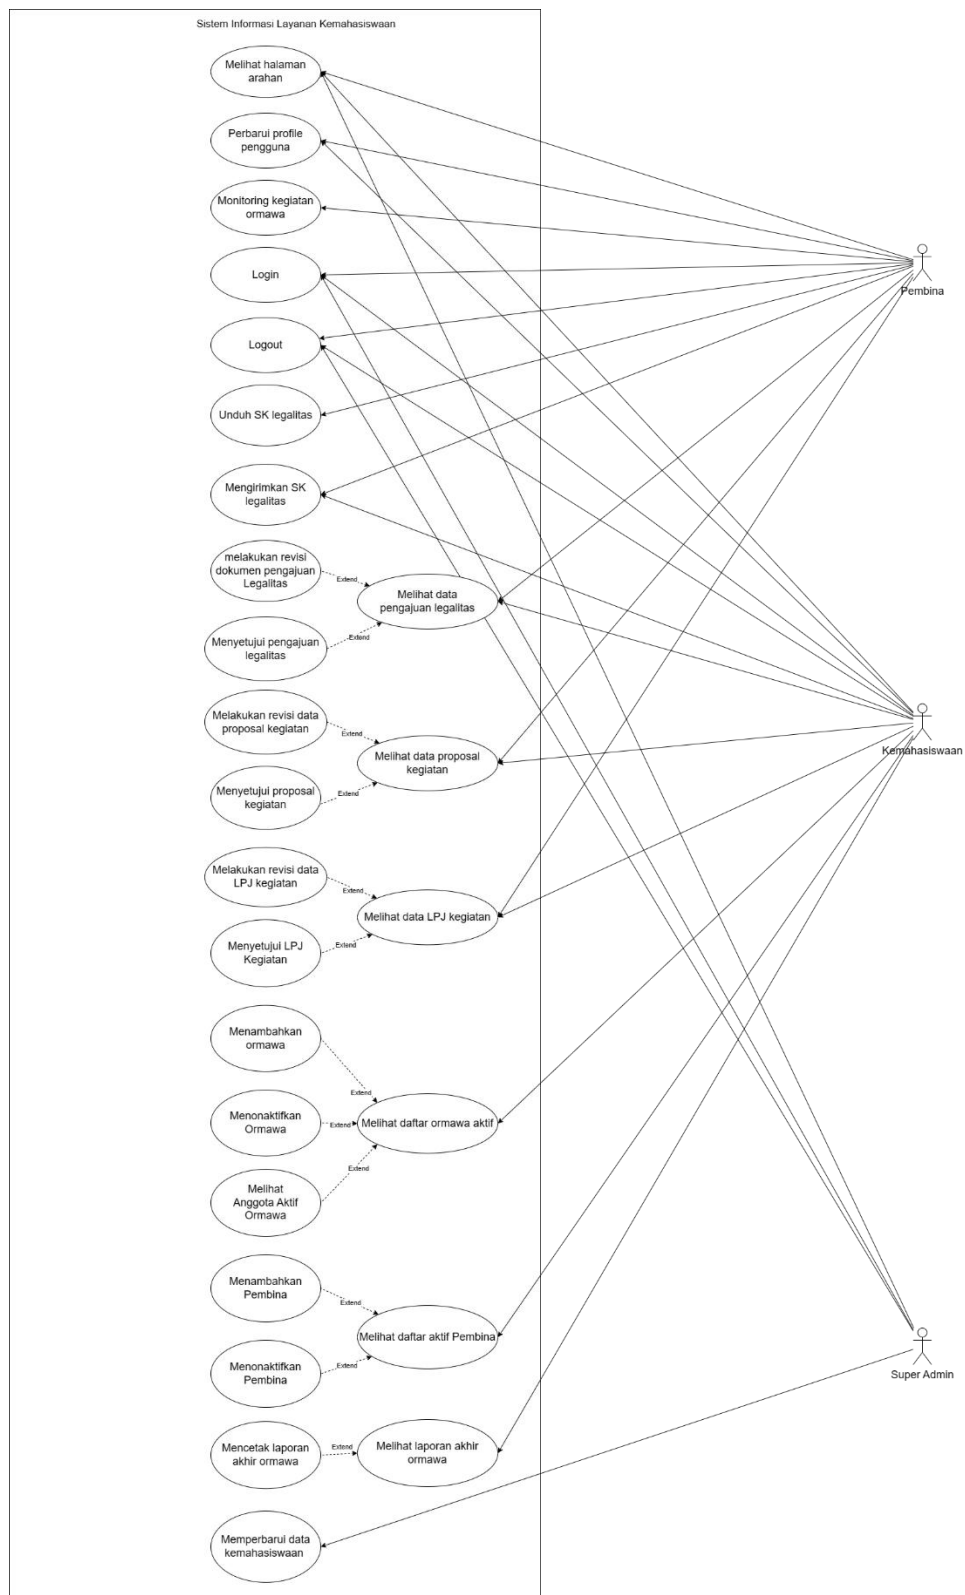 Sistem Informasi Layanan Kemahasiswaan
Melihat halaman
arahan
Perbarui profile
pengguna
Monitoring kegiatan
ormawa
Login
Logout
Unduh SK legalitas
Mengirimkan SK
legalitas
melakukan revisi
dokumen pengajuan
Legalitas
Extend
Melihat data
pengajuan legalitas
Menyetujui pengajuan
legalitas
Extend
Melakukan revisi data
proposal kegiatan
Extend
Melihat data proposal
kegiatan
Menyetujui proposal
kegiatan
Extend
Melakukan revisi data
LPJ kegiatan
Extend
Melihat data LPJ kegiatan
Menyetujui LPJ
Kegiatan
Extend
Menambahkan
ormawa
Extend
Menonaktifkan
Ormawa
Extend
Melihat daftar ormawa aktif
Melihat
Anggota Aktif
Ormawa
Extend
Menambahkan
Pembina
Extend
Melihat daftar aktif Pembina
Menonaktifkan
Pembina
Extend
Mencetak laporan
akhir ormawa
Extend
Melihat laporan akhir
ormawa
Memperbarui data
kemahasiswaan
Pembina
Kemahasiswaan
Super Admin